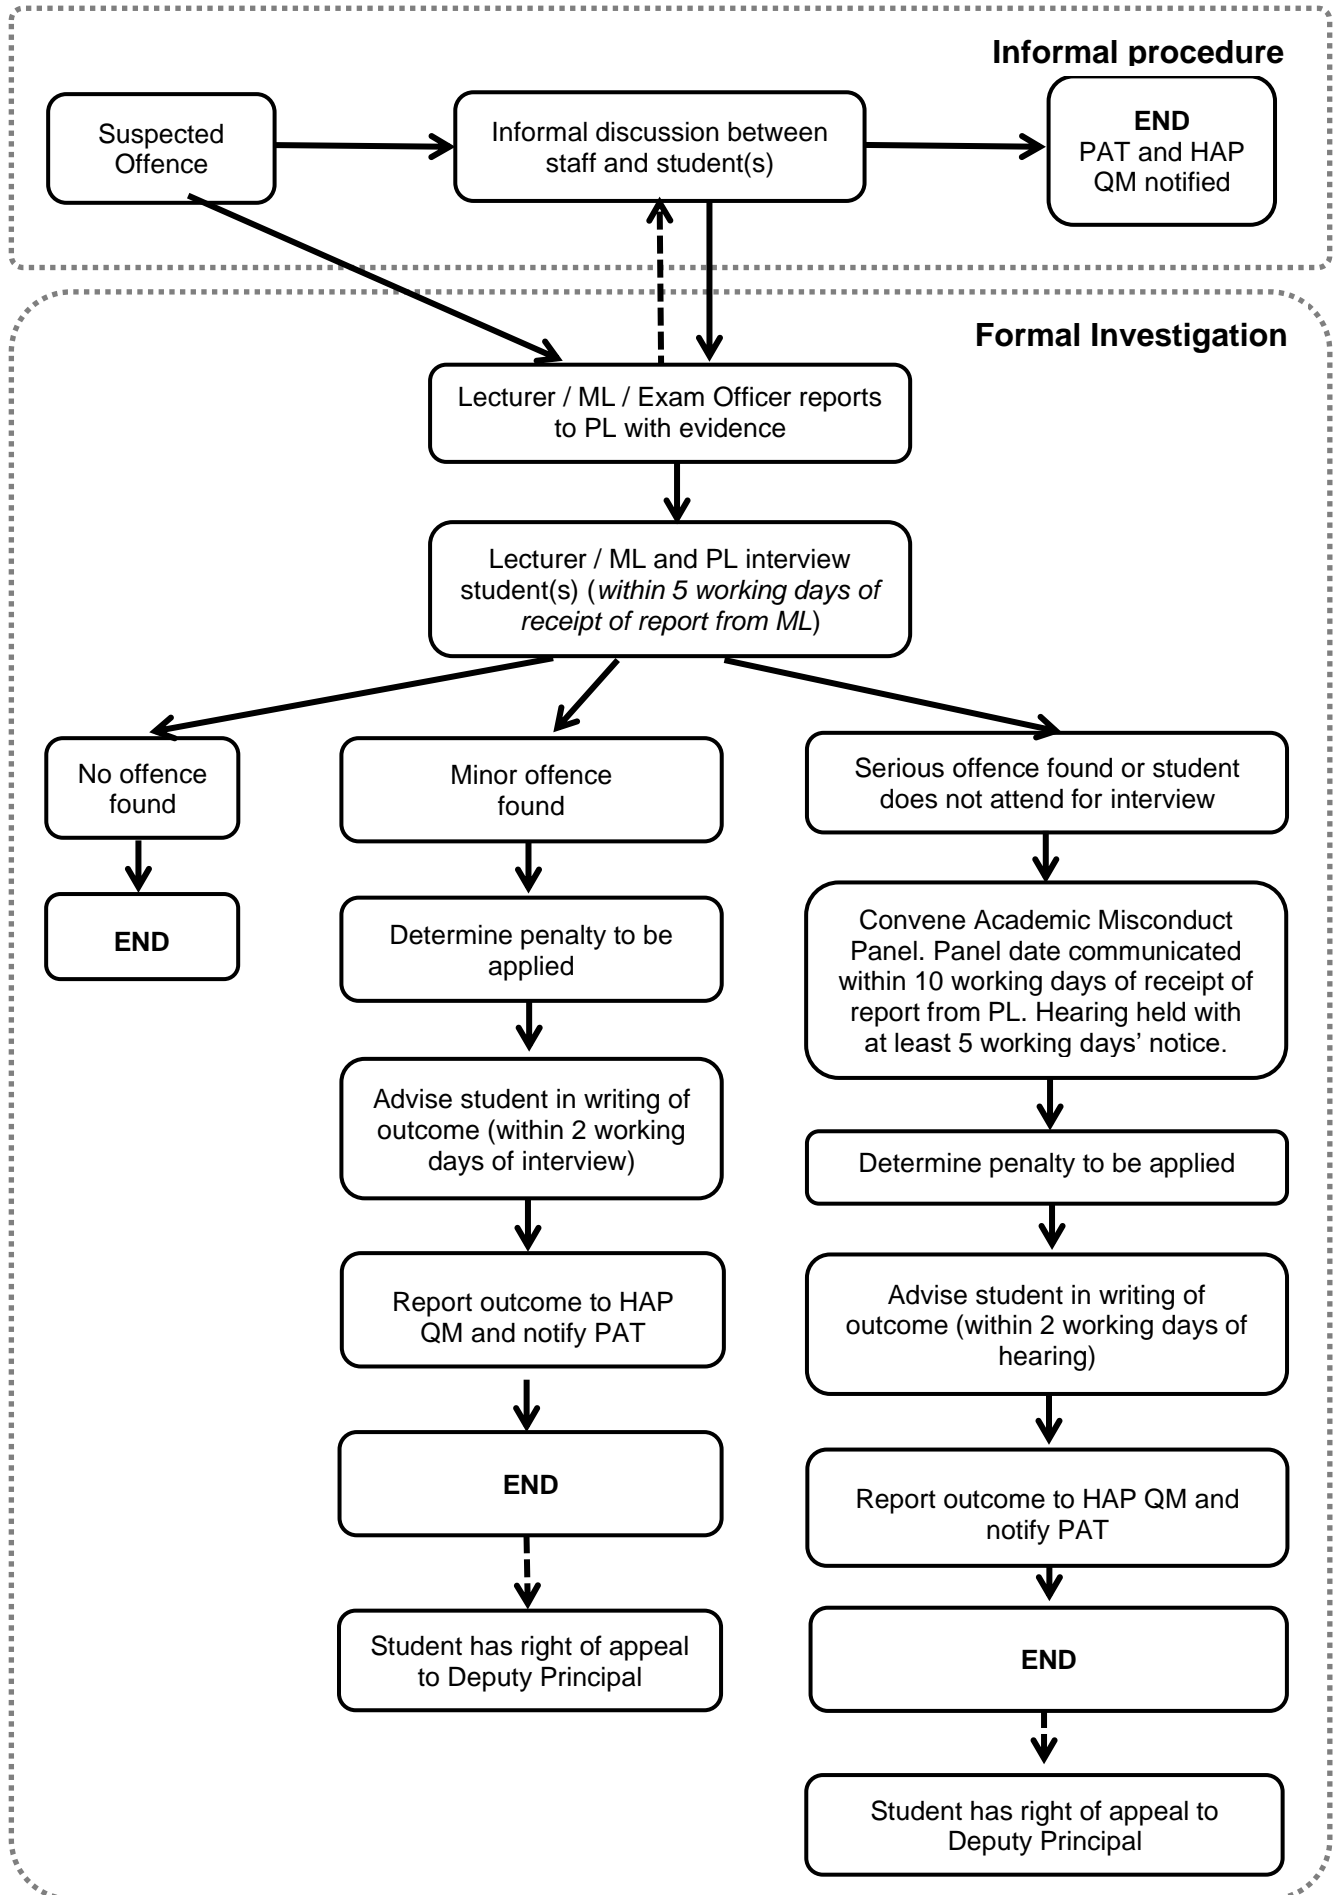 Informal procedure
Suspected
Offence
Informal discussion between
staff and student(s)
END
PAT and HAP
QM notified
Formal Investigation
Lecturer / ML / Exam Officer reports
to PL with evidence
Lecturer / ML and PL interview
student(s) (within 5 working days of
receipt of report from ML)
No offence
found
END
Minor offence
found
Determine penalty to be
applied
Advise student in writing of
outcome (within 2 working
days of interview)
Report outcome to HAP
QM and notify PAT
END
Student has right of appeal
to Deputy Principal
Serious offence found or student
does not attend for interview
Convene Academic Misconduct
Panel. Panel date communicated
within 10 working days of receipt of
report from PL. Hearing held with
at least 5 working days’ notice.
Determine penalty to be applied
Advise student in writing of
outcome (within 2 working days of
hearing)
Report outcome to HAP QM and
notify PAT
END
Student has right of appeal to
Deputy Principal